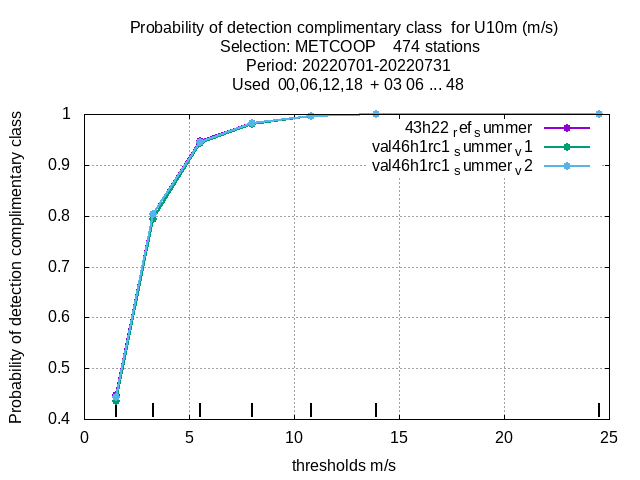 Probability of detection complimentary class  for U10m (m/s)
Selection: METCOOP    474 stations
Period: 20220701-20220731
Used  00,06,12,18  + 03 06 ... 48
Probability of detection complimentary class
1
0.9
0.8
0.7
0.6
0.5
0.4
43h22 ref summer
val46h1rc1 summer v1
val46h1rc1 summer v2
0 5 10 15 20 25
thresholds m/s